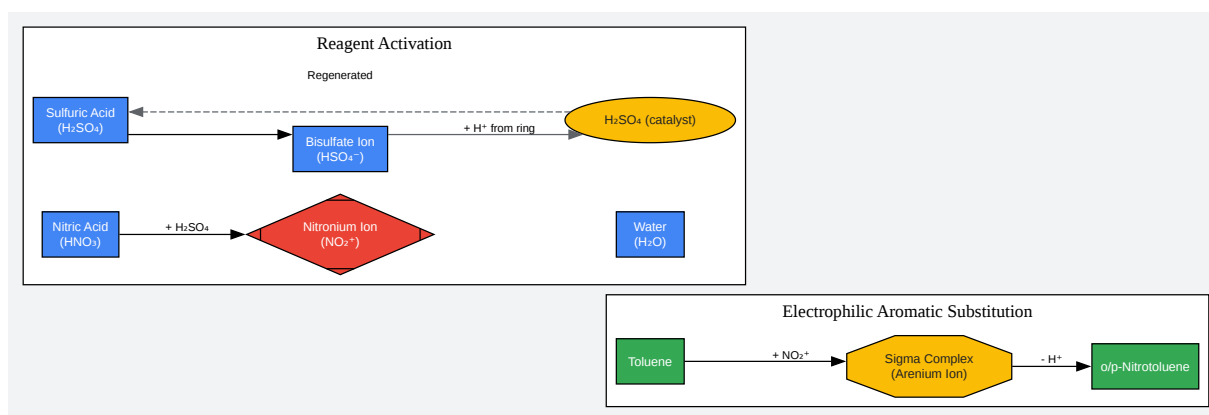 Reagent Activation
Regenerated
Sulfuric Acid
(H₂SO₄)
Bisulfate Ion
(HSO₄⁻)
+ H⁺ from ring
H₂SO₄ (catalyst)
Nitric Acid
(HNO₃)
+ H₂SO₄
Nitronium Ion
(NO₂⁺)
Water
(H₂O)
Electrophilic Aromatic Substitution
Toluene
+ NO₂⁺
Sigma Complex
(Arenium Ion)
- H⁺
o/p-Nitrotoluene